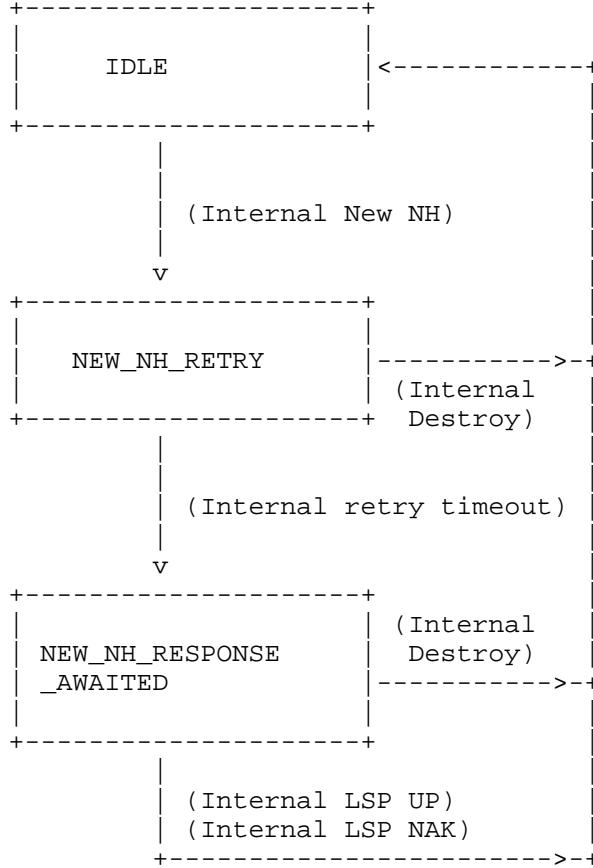 IDLE
(Internal New NH)
NEW_NH_RETRY
(Internal
Destroy)
(Internal retry timeout)
(Internal
NEW_NH_RESPONSE Destroy)
_AWAITED
(Internal LSP UP)
(Internal LSP NAK)